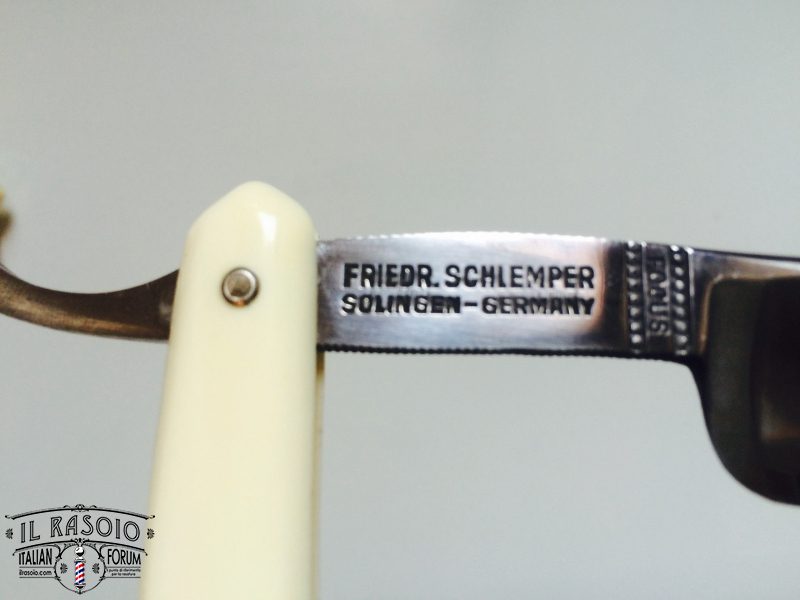 FRIEDR. SCHLEMPER
SOLINGEN-GERMANY
IL RASOIO
ITALIAN FORUM
ilrasoio.com